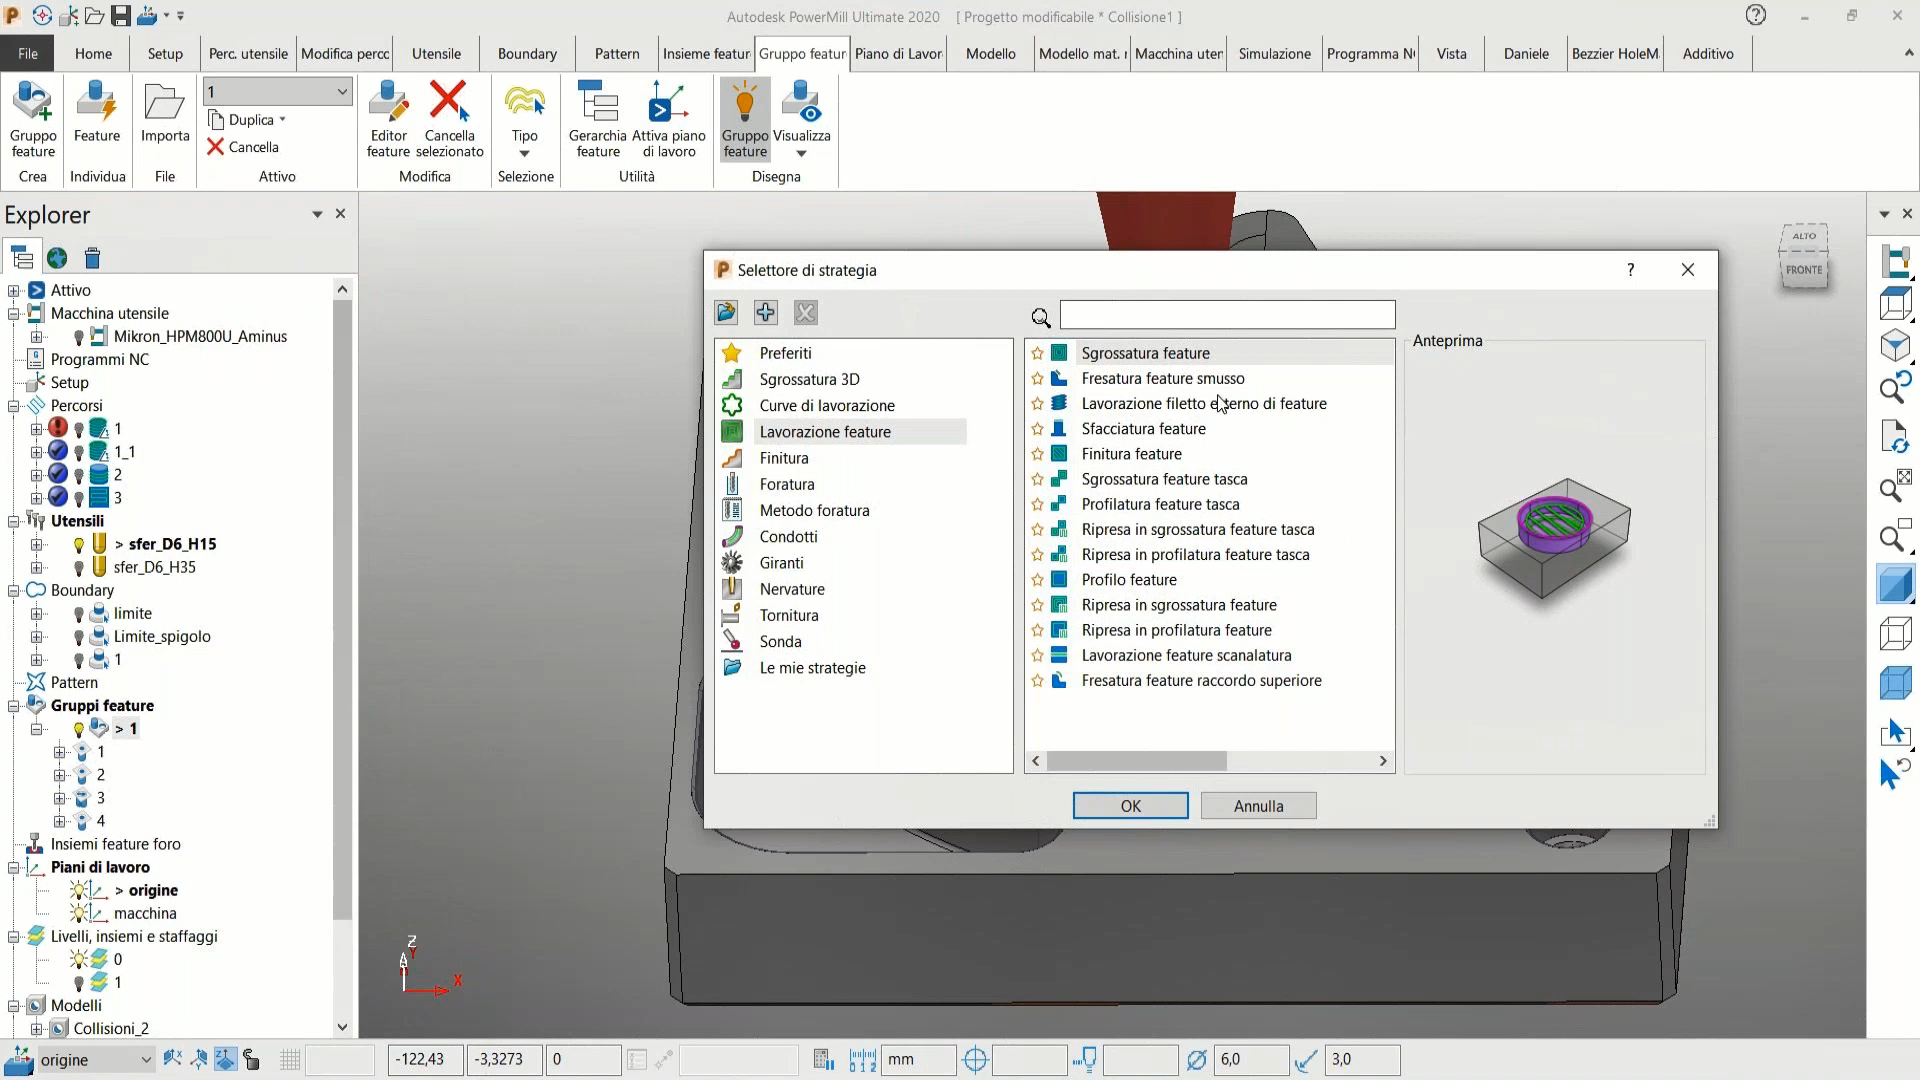 Autodesk PowerMill Ultimate 2020    [ Progetto modificabile * Collisione1 ]
File Home Setup Perc. utensile Modifica percc Utensile Boundary Pattern Insieme featur Gruppo featur Piano di Lavor Modello Modello mat. Macchina uter Simulazione Programma N Vista Daniele Bezzier HoleM Additivo
Gruppo feature
Crea
Feature
Individua
Importa
File
1
Duplica
Cancella
Attivo
Editor feature
Cancella selezionato
Modifica
Tipo
Selezione
Gerarchia feature
Attiva piano di lavoro
Utilità
Gruppo feature
Visualizza
Disegna
Explorer
Attivo
Macchina utensile
Mikron_HPM800U_Aminus
Programmi NC
Setup
Percorsi
1
1_1
2
3
Utensili
> sfer_D6_H15
sfer_D6_H35
Boundary
limite
Limite_spigolo
1
Pattern
Gruppi feature
> 1
1
2
3
4
Insiemi feature foro
Piani di lavoro
> origine
macchina
Livelli, insiemi e staffaggi
0
1
Modelli
Collisioni_2
Selettore di strategia
?
Preferiti
Sgrossatura 3D
Curve di lavorazione
Lavorazione feature
Finitura
Foratura
Metodo foratura
Condotti
Giranti
Nervature
Tornitura
Sonda
Le mie strategie
Sgrossatura feature
Fresatura feature smusso
Lavorazione filetto esterno di feature
Sfacciatura feature
Finitura feature
Sgrossatura feature tasca
Profilatura feature tasca
Ripresa in sgrossatura feature tasca
Ripresa in profilatura feature tasca
Profilo feature
Ripresa in sgrossatura feature
Ripresa in profilatura feature
Lavorazione feature scanalatura
Fresatura feature raccordo superiore
Anteprima
OK
Annulla
ALTO
FRONTE
Z
Y
X
origine -122,43 -3,3273 0 mm 6,0 3,0